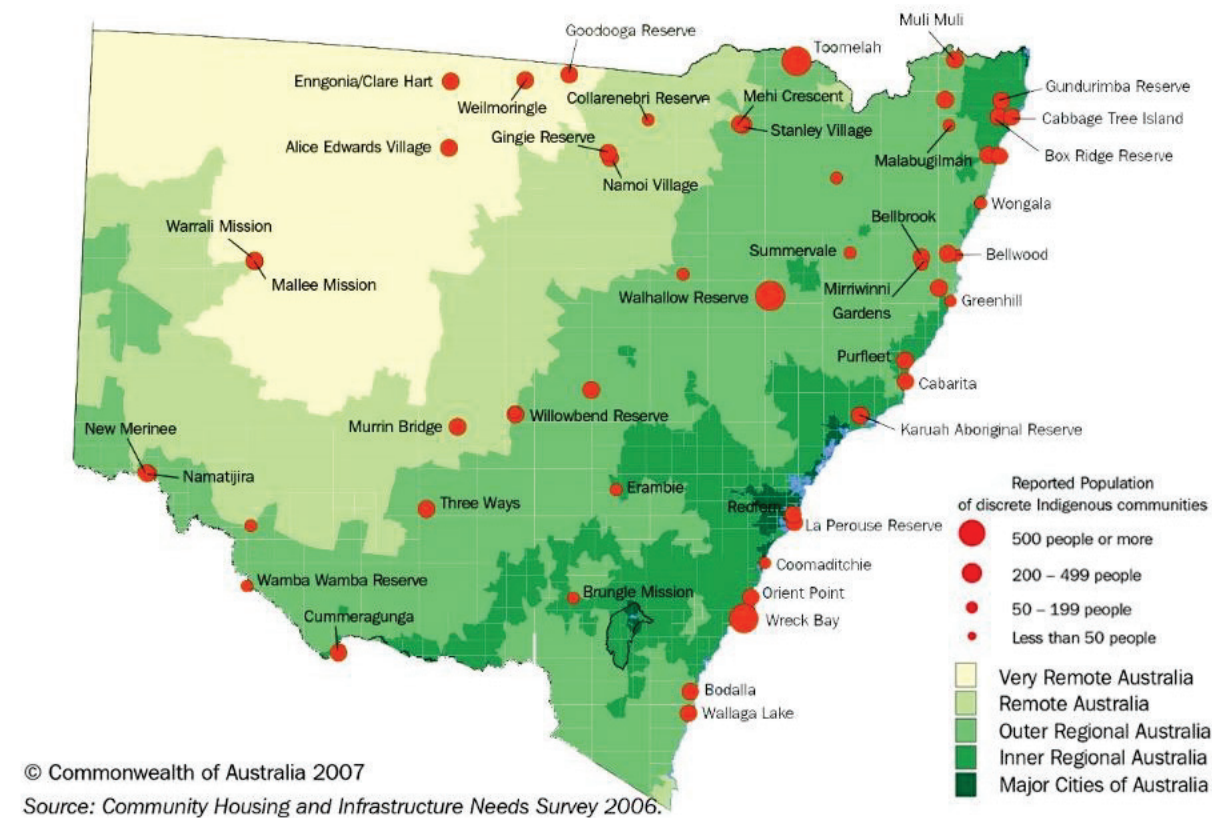 Muli Muli
Goodooga Reserve
Toomelah
Enngonia/Clare Hart
Weilmoringle
Collarenebri Reserve
Mehi Crescent
Gundurimba Reserve
Cabbage Tree Island
Stanley Village
Gingie Reserve
Alice Edwards Village
Malabugilmah
Box Ridge Reserve
Namoi Village
Wongala
Bellbrook
Warrali Mission
Summervale
Bellwood
Mallee Mission
Walhallow Reserve
Mirriwinni
Gardens
Greenhill
Purfleet
Cabarita
Willowbend Reserve
Murrin Bridge
New Merinee
Karuah Aboriginal Reserve
Namatijira
Erambie
Three Ways
Redfern
La Perouse Reserve
Coomaditchie
Wamba Wamba Reserve
Brungle Mission
Orient Point
Cummeragunga
Wreck Bay
Bodalla
Wallaga Lake
Reported Population
of discrete Indigenous communities
500 people or more
200 – 499 people
50 – 199 people
Less than 50 people
Very Remote Australia
Remote Australia
Outer Regional Australia
Inner Regional Australia
Major Cities of Australia
© Commonwealth of Australia 2007
Source: Community Housing and Infrastructure Needs Survey 2006.